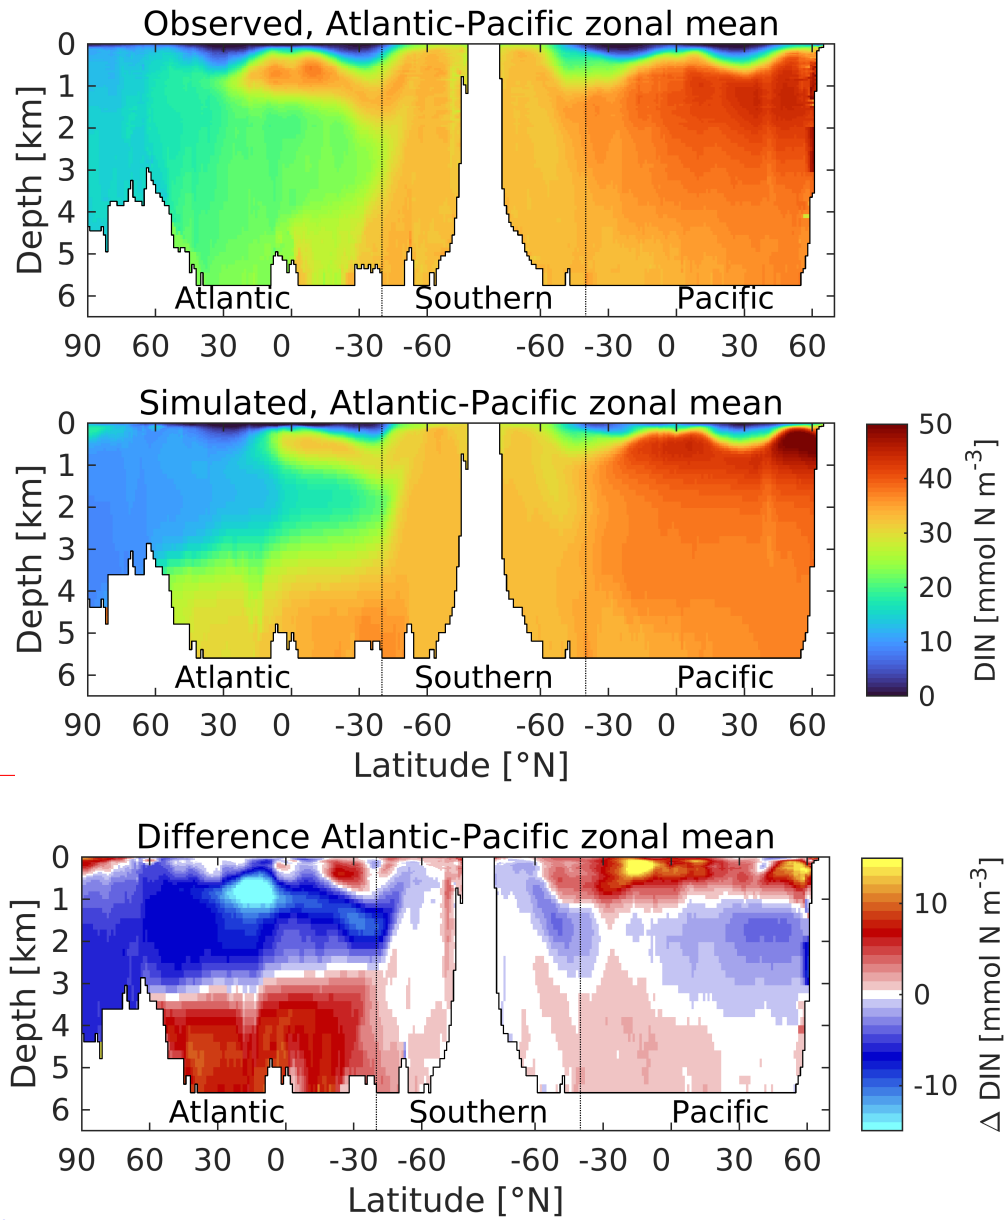 Observed, Atlantic-Pacific zonal mean
0
1
2
3
4
5
6
Depth [km]
Atlantic
Southern
Pacific
90 60 30 0 -30 -60 -60 -30 0 30 60
Simulated, Atlantic-Pacific zonal mean
0
1
2
3
4
5
6
Depth [km]
Atlantic
Southern
Pacific
90 60 30 0 -30 -60 -60 -30 0 30 60
Latitude [°N]
50
40
30
20
10
0
DIN [mmol N m-3]
Difference Atlantic-Pacific zonal mean
0
1
2
3
4
5
6
Depth [km]
Atlantic
Southern
Pacific
90 60 30 0 -30 -60 -60 -30 0 30 60
Latitude [°N]
10
0
-10
Δ DIN [mmol N m-3]